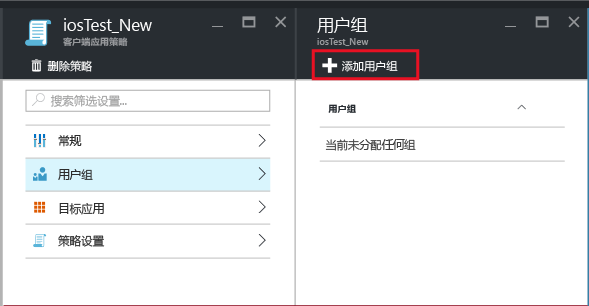 iosTest_New
客户端应用策略
删除策略
搜索筛选设置...
常规
用户组
目标应用
策略设置
用户组
iosTest_New
添加用户组
用户组
当前未分配任何组